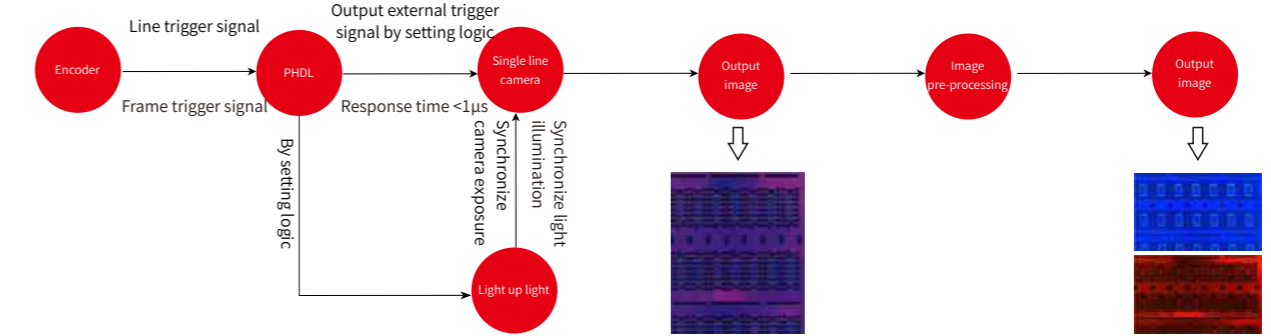 Encoder
Line trigger signal
Frame trigger signal
PHDL
Output external trigger
signal by setting logic
Response time <1μs
Single line
camera
By setting logic
Synchronize
camera exposure
Synchronize light
illumination
Light up light
Output
image
Image
pre-processing
Output
image